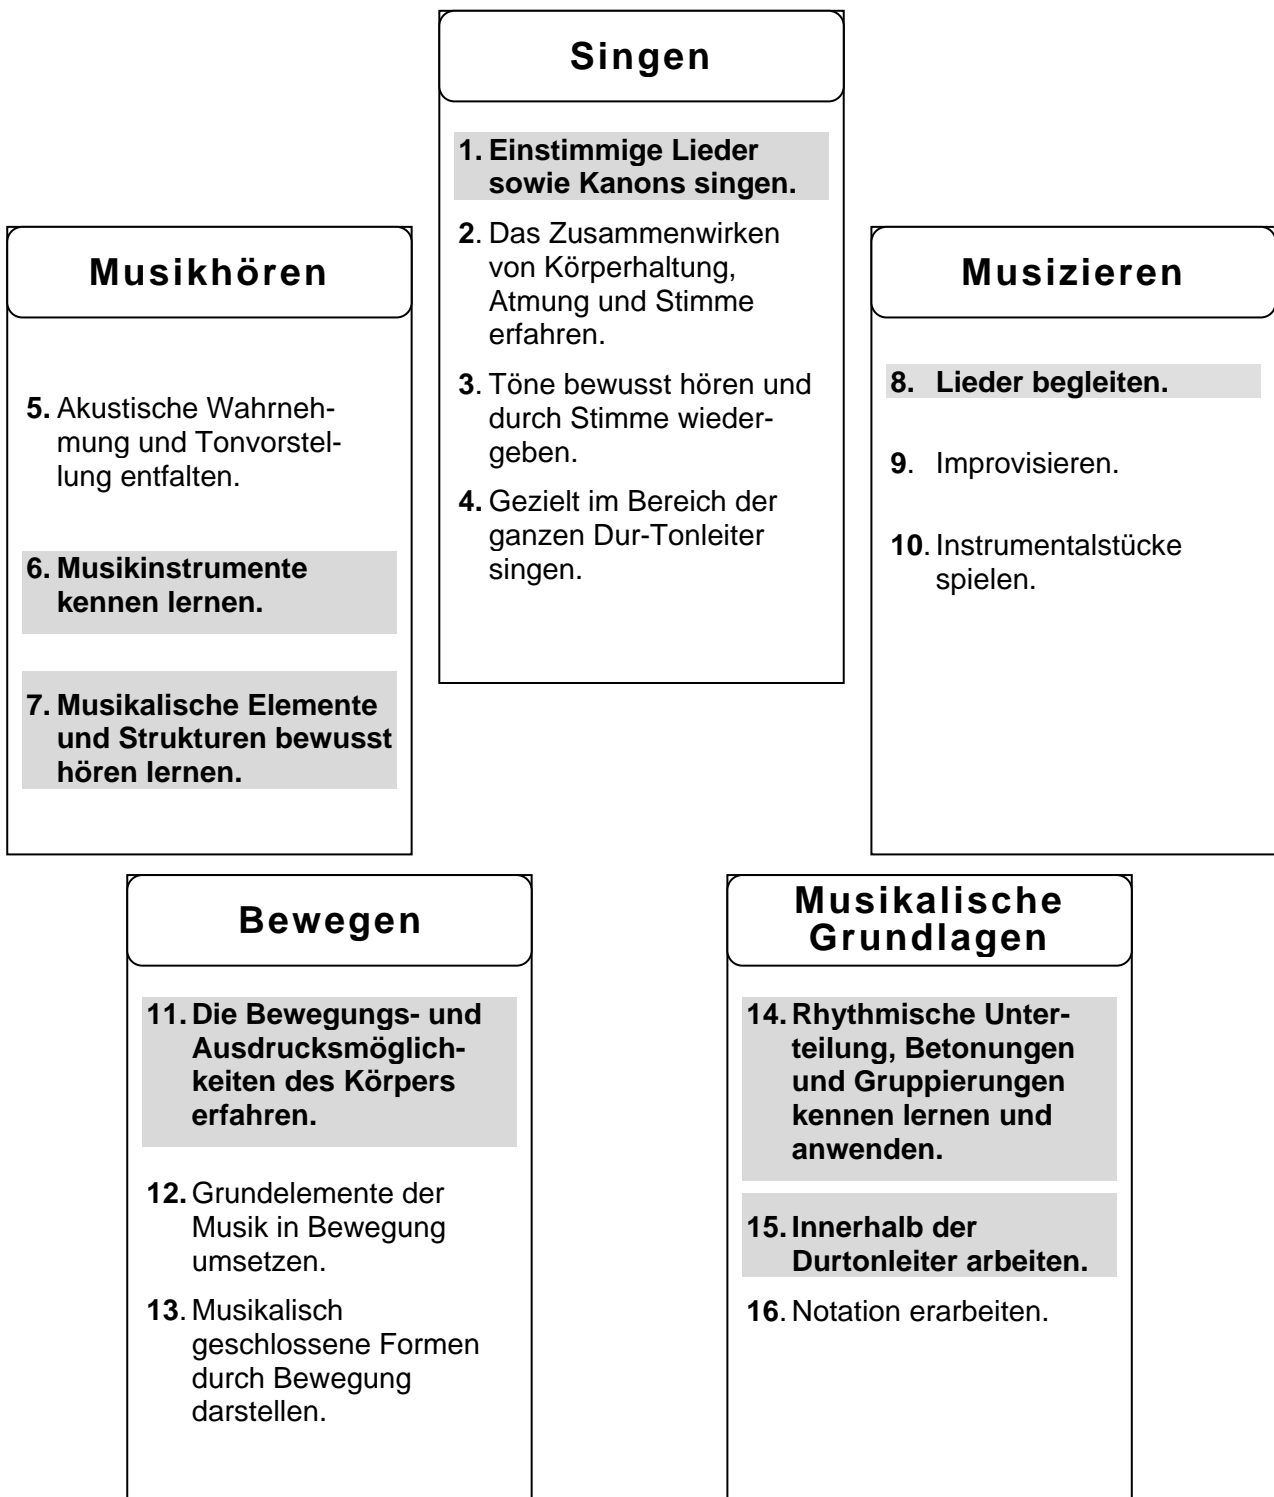 Singen
1. Einstimmige Lieder
sowie Kanons singen.
2. Das Zusammenwirken
von Körperhaltung,
Atmung und Stimme
erfahren.
3. Töne bewusst hören und
durch Stimme wieder-
geben.
4. Gezielt im Bereich der
ganzen Dur-Tonleiter
singen.
Musikhören
5. Akustische Wahrneh-
mung und Tonvorstel-
lung entfalten.
6. Musikinstrumente
kennen lernen.
7. Musikalische Elemente
und Strukturen bewusst
hören lernen.
Musizieren
8. Lieder begleiten.
9. Improvisieren.
10. Instrumentalstücke
spielen.
Bewegen
11. Die Bewegungs- und
Ausdrucksmöglich-
keiten des Körpers
erfahren.
12. Grundelemente der
Musik in Bewegung
umsetzen.
13. Musikalisch
geschlossene Formen
durch Bewegung
darstellen.
Musikalische
Grundlagen
14. Rhythmische Unter-
teilung, Betonungen
und Gruppierungen
kennen lernen und
anwenden.
15. Innerhalb der
Durtonleiter arbeiten.
16. Notation erarbeiten.